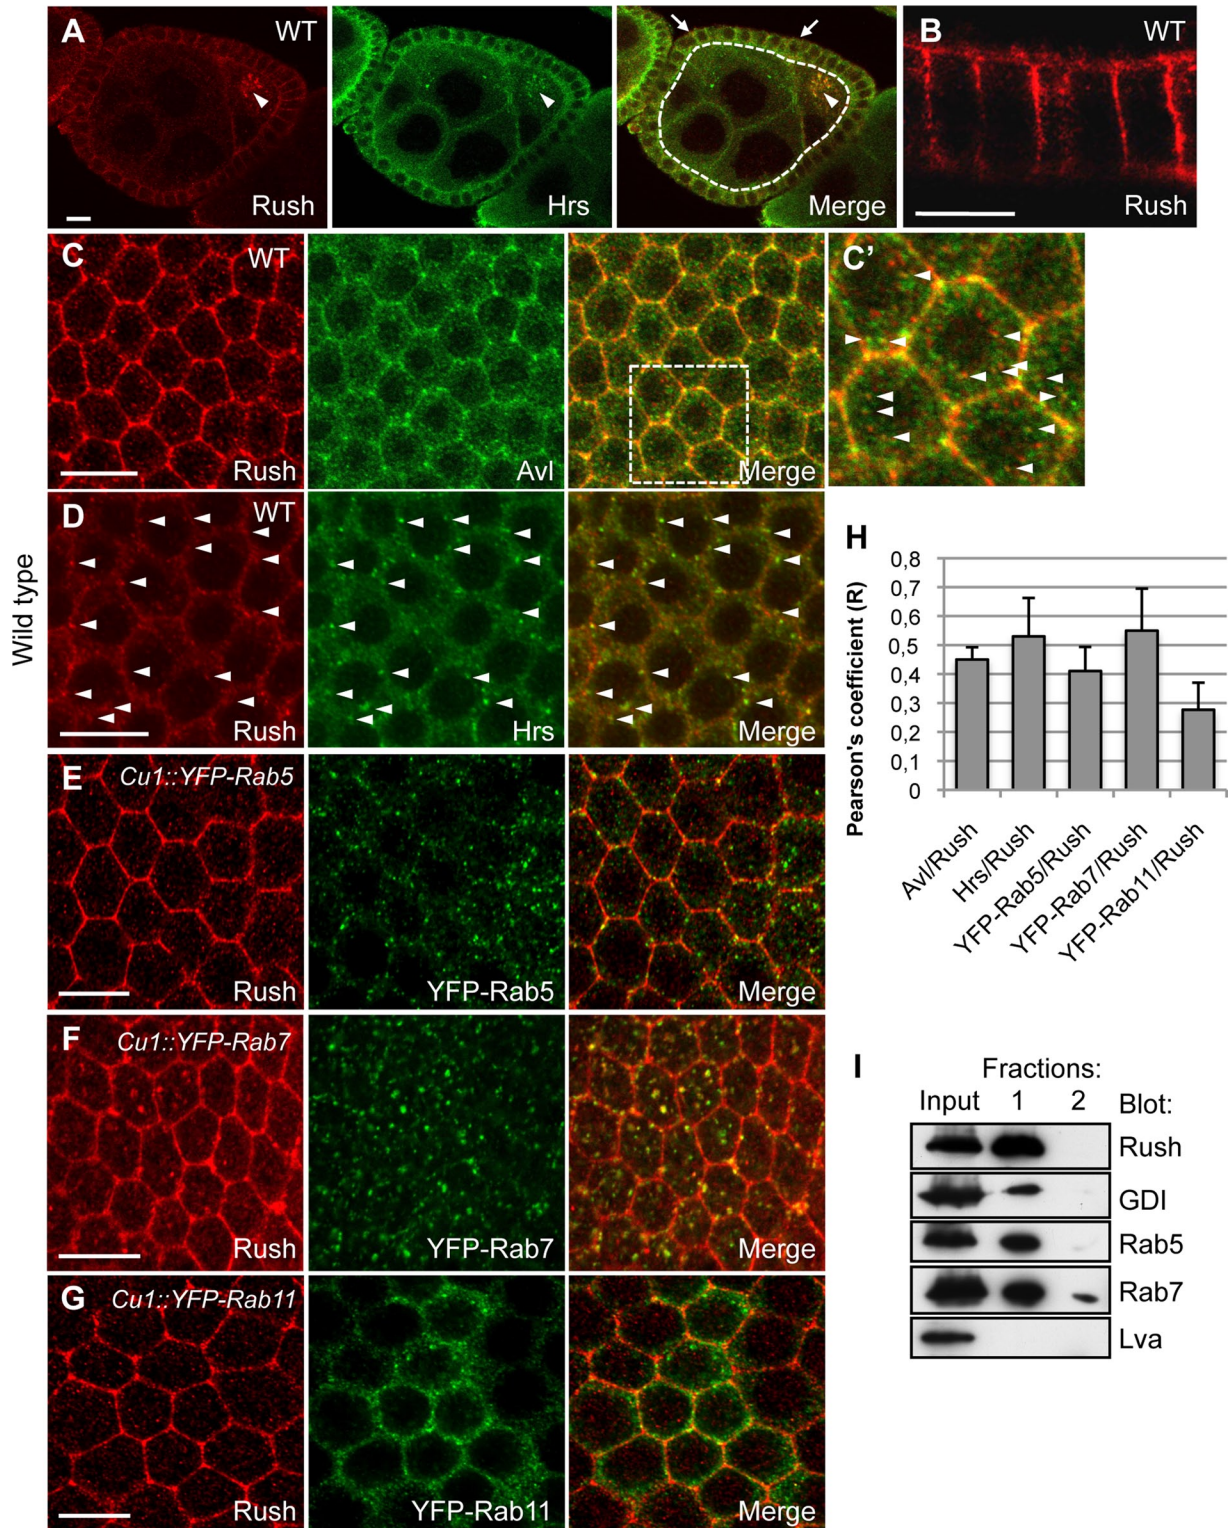 A WT Rush
Hrs
Merge
B WT Rush
Wild type
C WT Rush
Avl
Merge
C’
D WT Rush
Hrs
Merge
E Cu1::YFP-Rab5 Rush
YFP-Rab5
Merge
F Cu1::YFP-Rab7 Rush
YFP-Rab7
Merge
G Cu1::YFP-Rab11 Rush
YFP-Rab11
Merge
H
Pearson's coefficient (R)
0,8
0,7
0,6
0,5
0,4
0,3
0,2
0,1
0
Avl/Rush
Hrs/Rush
YFP-Rab5/Rush
YFP-Rab7/Rush
YFP-Rab11/Rush
I
Fractions:
Input 1 2 Blot:
Rush
GDI
Rab5
Rab7
Lva